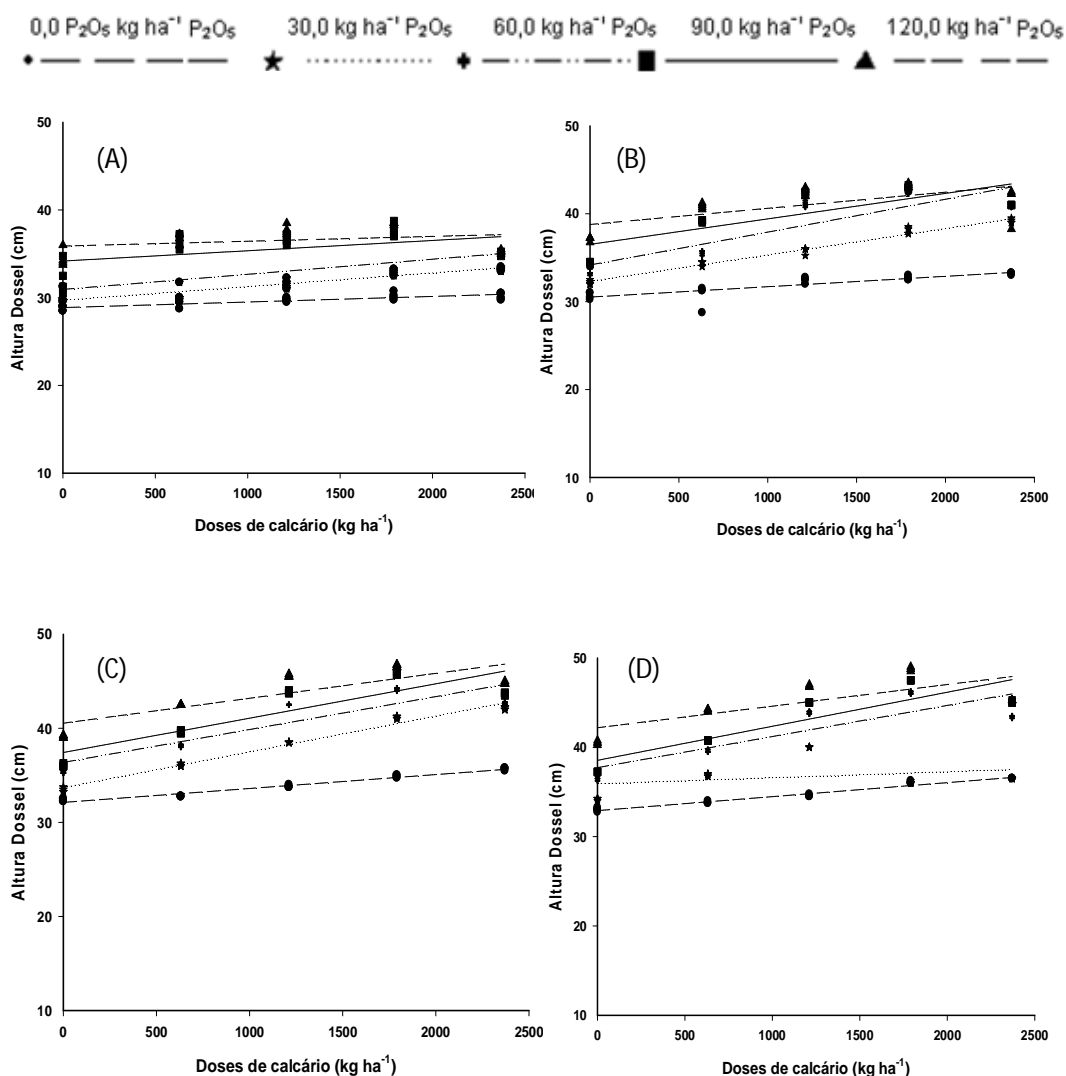 0,0 P₂O₅ kg ha⁻¹ P₂O₅ 30,0 kg ha⁻¹ P₂O₅ 60,0 kg ha⁻¹ P₂O₅ 90,0 kg ha⁻¹ P₂O₅ 120,0 kg ha⁻¹ P₂O₅
(A)
Altura Dossel (cm)
50
40
30
20
10
0 500 1000 1500 2000 2500
Doses de calcário (kg ha⁻¹)
(B)
Altura Dossel (cm)
50
40
30
20
10
0 500 1000 1500 2000 2500
Doses de calcário (kg ha⁻¹)
(C)
Altura Dossel (cm)
50
40
30
20
10
0 500 1000 1500 2000 2500
Doses de calcário (kg ha⁻¹)
(D)
Altura Dossel (cm)
50
40
30
20
10
0 500 1000 1500 2000 2500
Doses de calcário (kg ha⁻¹)